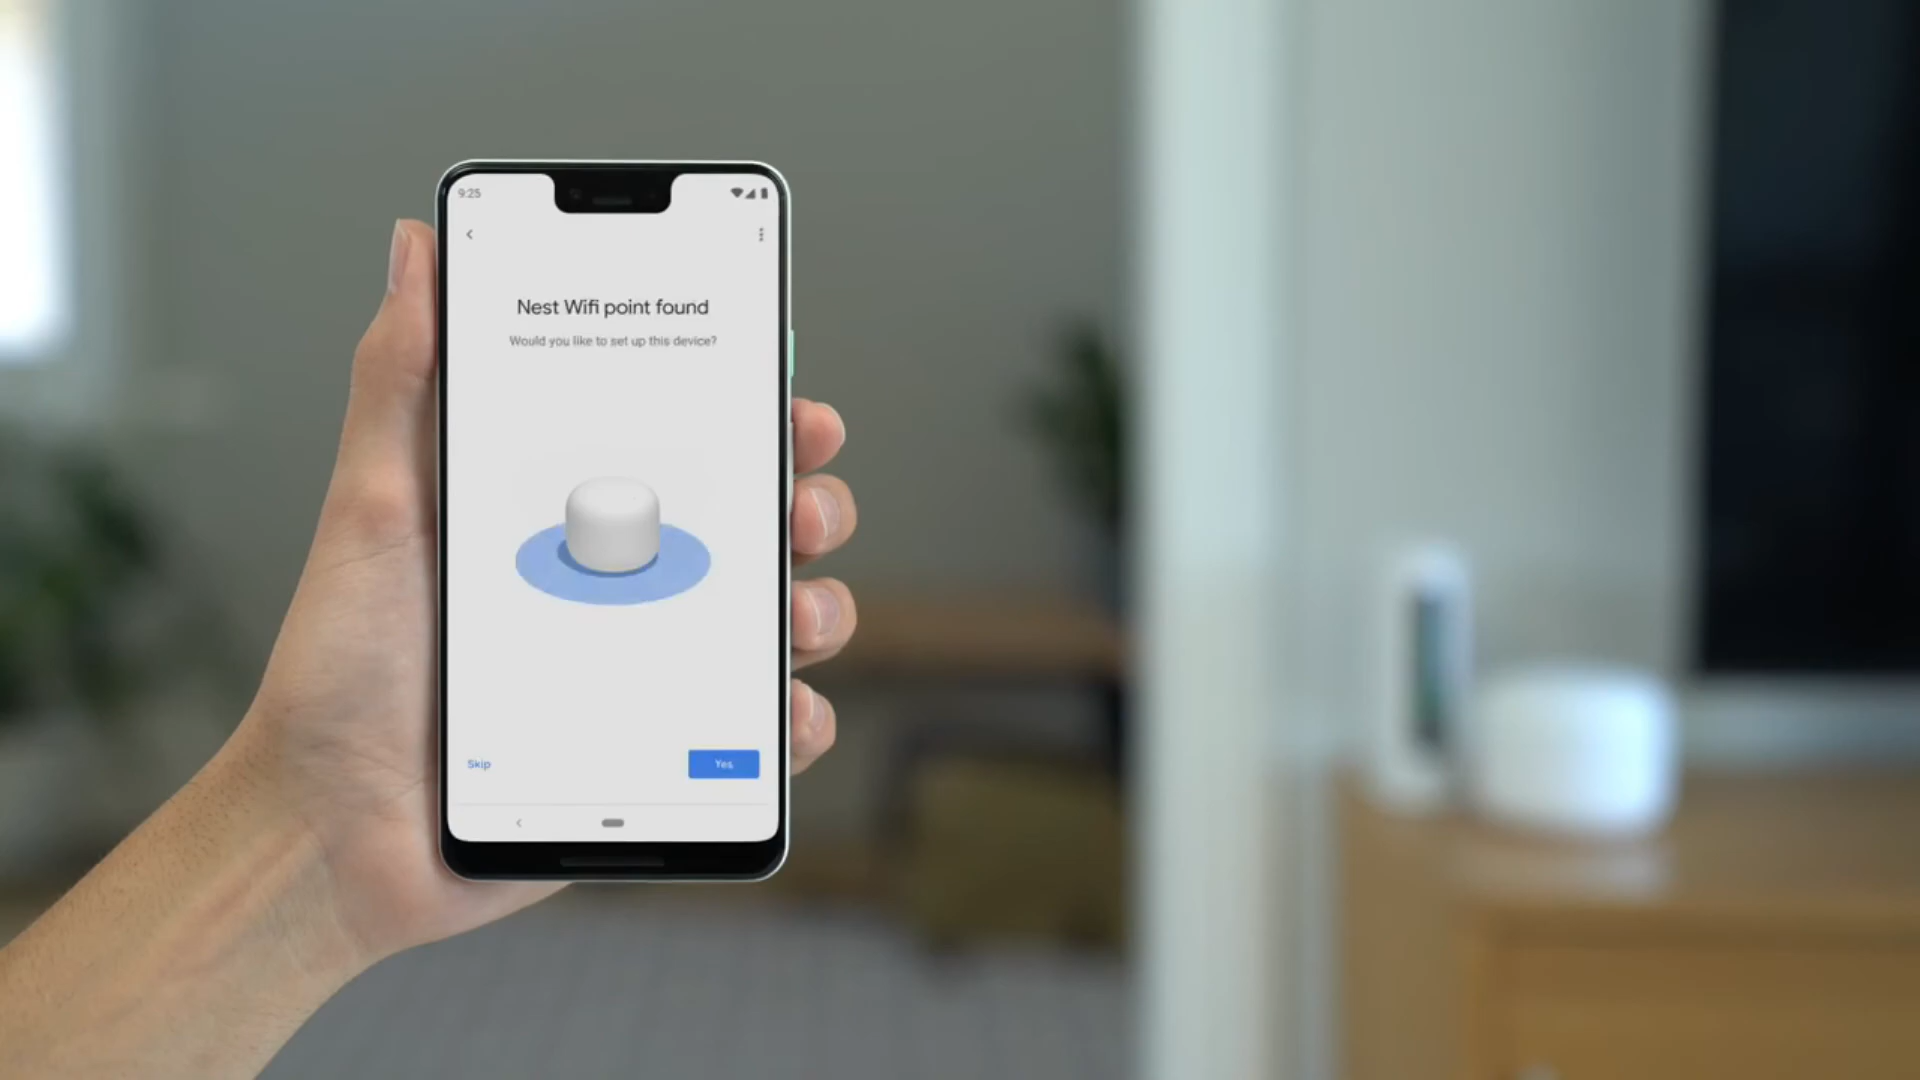 9:25
Nest Wifi point found
Would you like to set up this device?
Skip
Yes